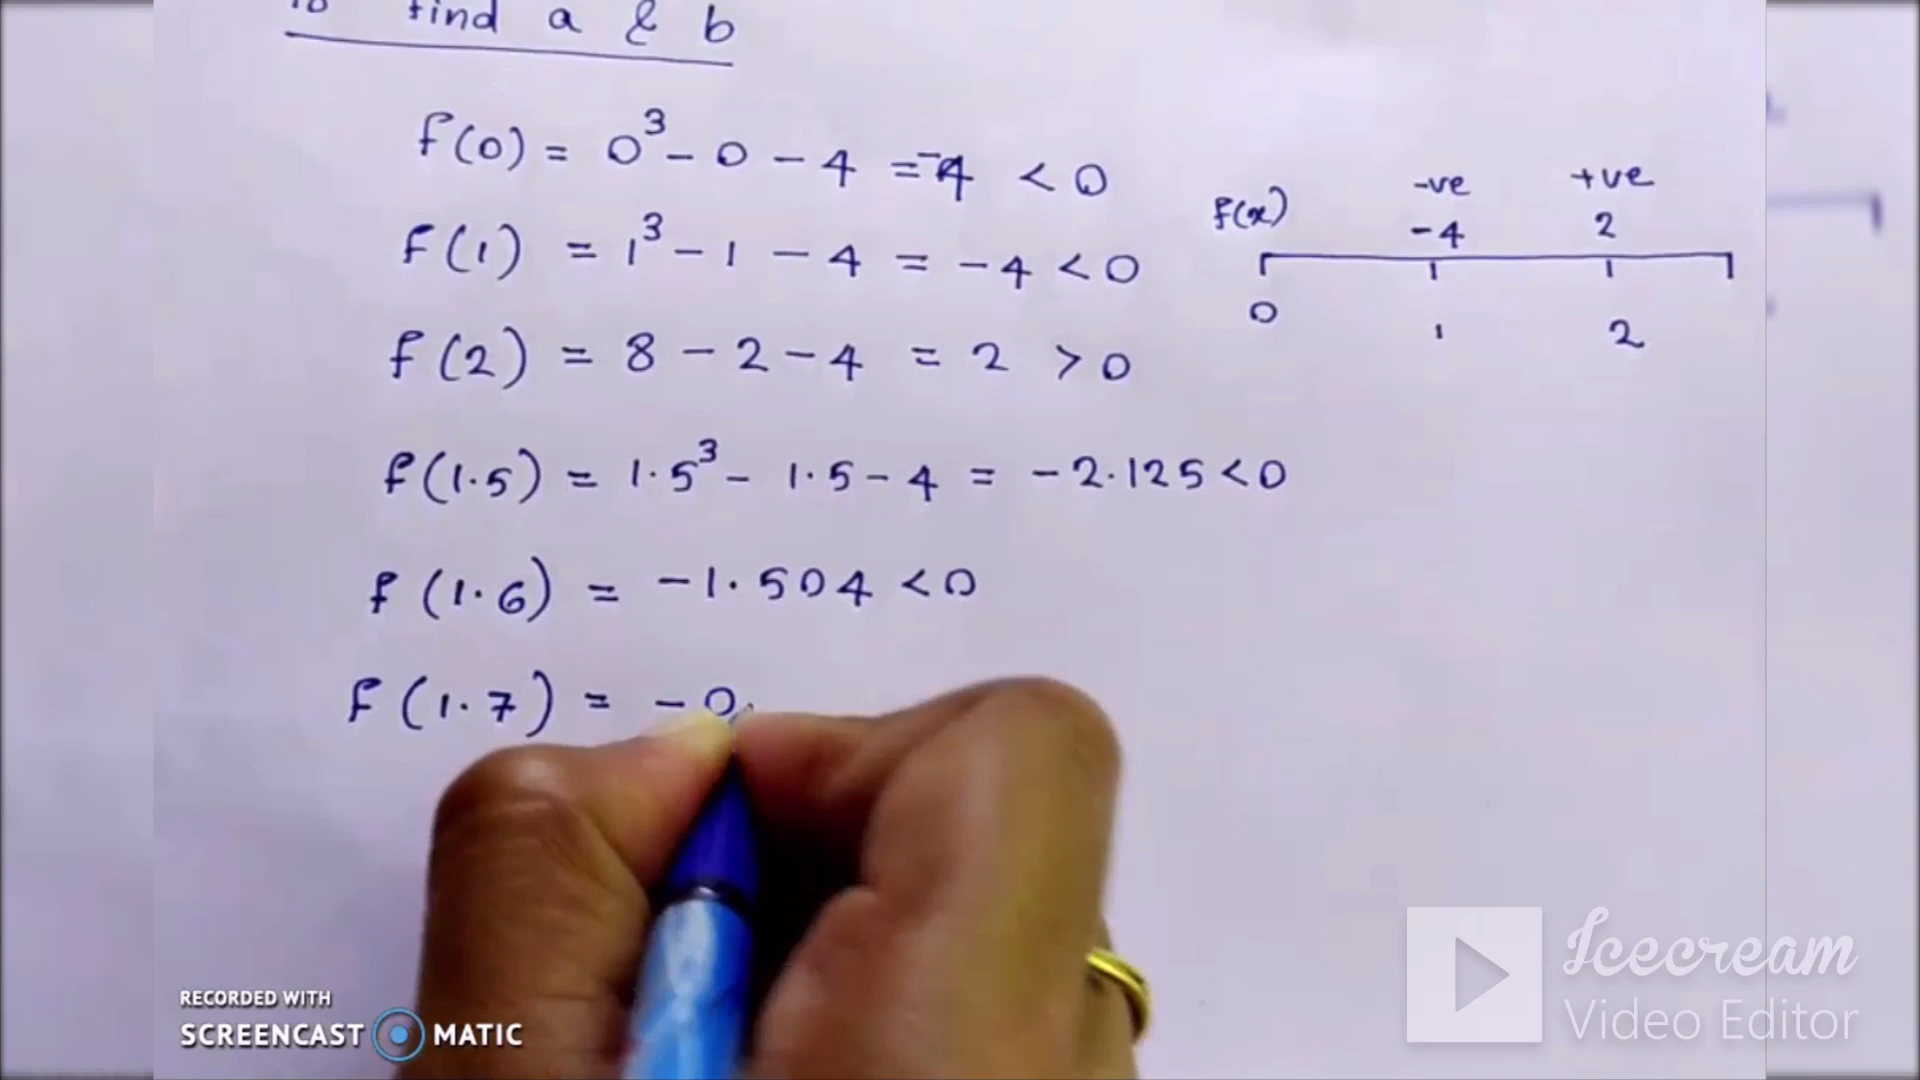 find a & b
f(0) = 0³ - 0 - 4 = -4 < 0
f(1) = 1³ - 1 - 4 = -4 < 0
f(2) = 8 - 2 - 4 = 2 > 0
f(1.5) = 1.5³ - 1.5 - 4 = -2.125 < 0
f(1.6) = -1.504 < 0
f(1.7) = -0.
-ve +ve
f(x) -4 2
0 1 2
RECORDED WITH
SCREENCAST MATIC
Icecream
Video Editor